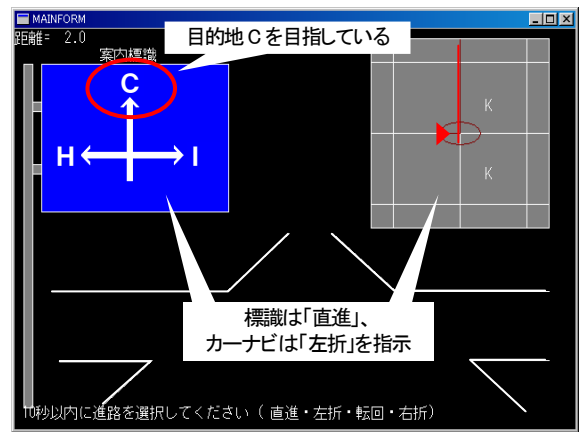 MAINFORM
距離= 2.0
目的地Cを目指している
案内標識
C
H
I
K
K
標識は「直進」、
カーナビは「左折」を指示
10秒以内に進路を選択してください（ 直進・左折・転回・右折）